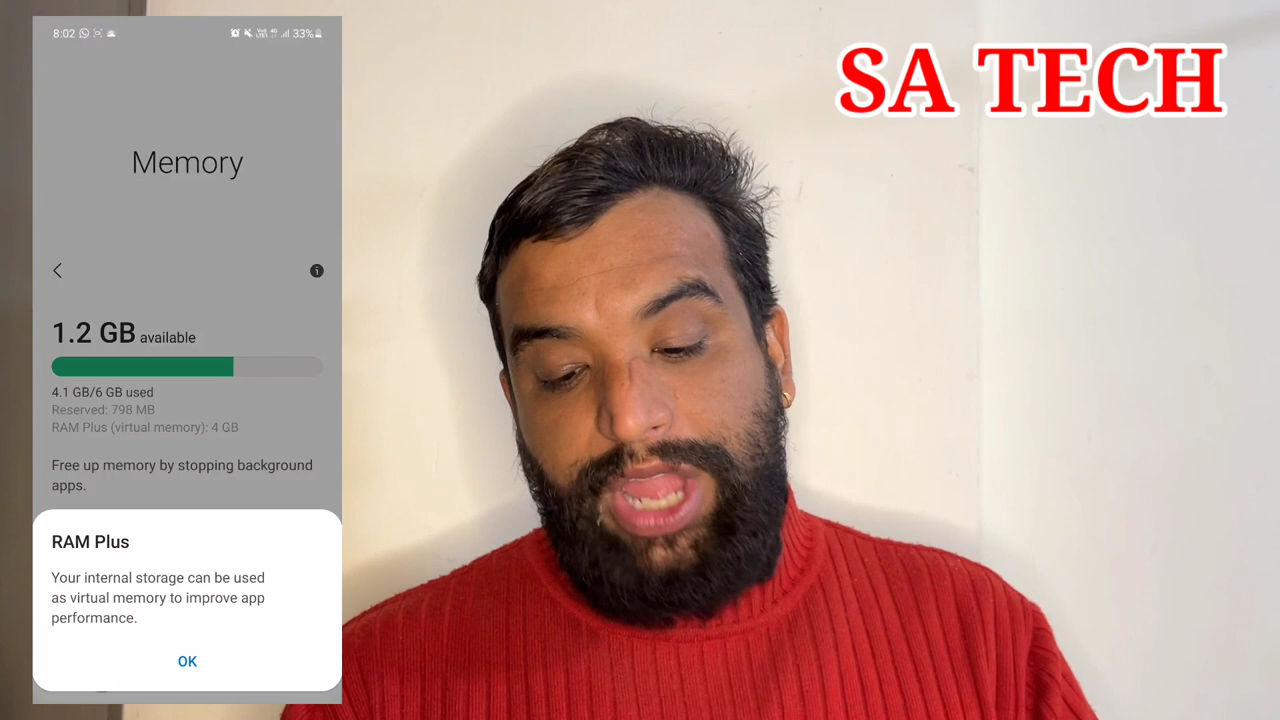 8:02
33%
SA TECH
Memory
1.2 GB available
4.1 GB/6 GB used
Reserved: 798 MB
RAM Plus (virtual memory): 4 GB
Free up memory by stopping background
apps.
RAM Plus
Your internal storage can be used
as virtual memory to improve app
performance.
OK